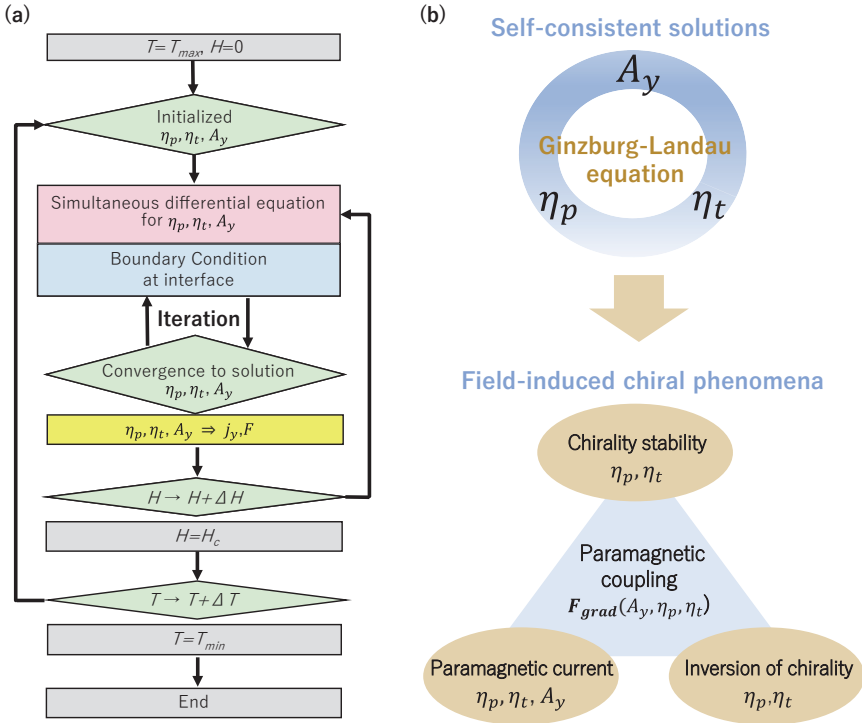 (a)
T=T_max, H=0
Initialized
η_p, η_t, A_y
Simultaneous differential equation
for η_p, η_t, A_y
Boundary Condition
at interface
Iteration
Convergence to solution
η_p, η_t, A_y
η_p, η_t, A_y ⇒ j_y, F
H → H + Δ H
H=H_c
T → T + Δ T
T=T_min
End
(b)
Self-consistent solutions
A_y
Ginzburg-Landau
equation
η_p
η_t
Field-induced chiral phenomena
Chirality stability
η_p, η_t
Paramagnetic
coupling
F_grad(A_y, η_p, η_t)
Paramagnetic current
η_p, η_t, A_y
Inversion of chirality
η_p, η_t